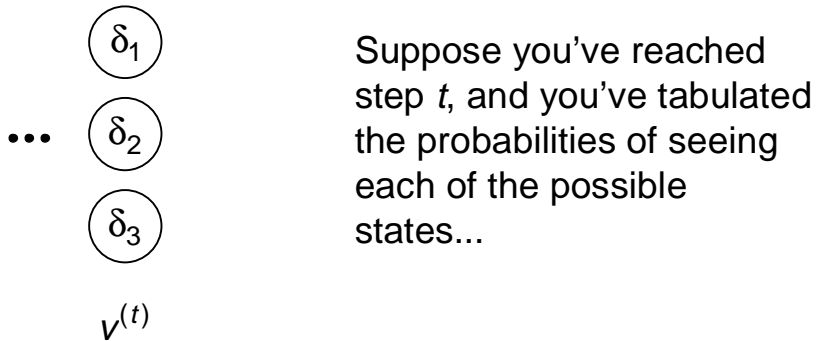 δ1
... δ2
δ3
v(t)
Suppose you’ve reached
step t, and you’ve tabulated
the probabilities of seeing
each of the possible
states...